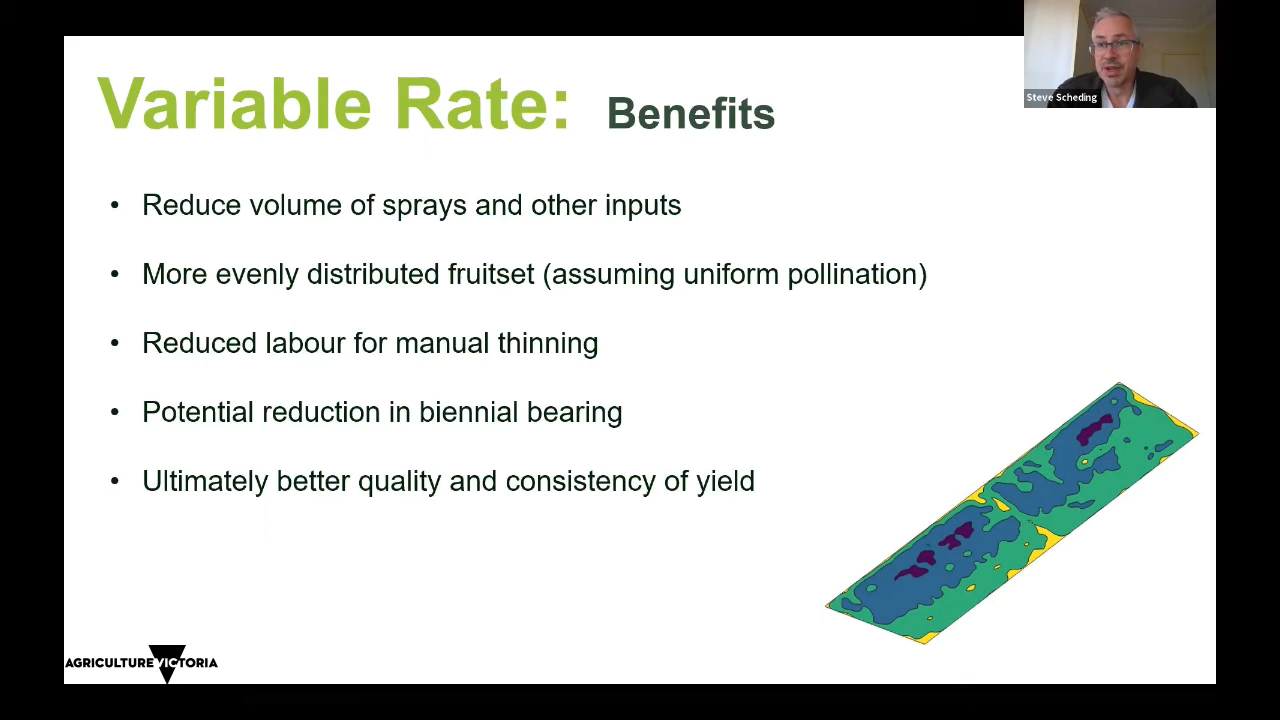 Steve Scheding
Variable Rate: Benefits
• Reduce volume of sprays and other inputs
• More evenly distributed fruitset (assuming uniform pollination)
• Reduced labour for manual thinning
• Potential reduction in biennial bearing
• Ultimately better quality and consistency of yield
AGRICULTURE VICTORIA